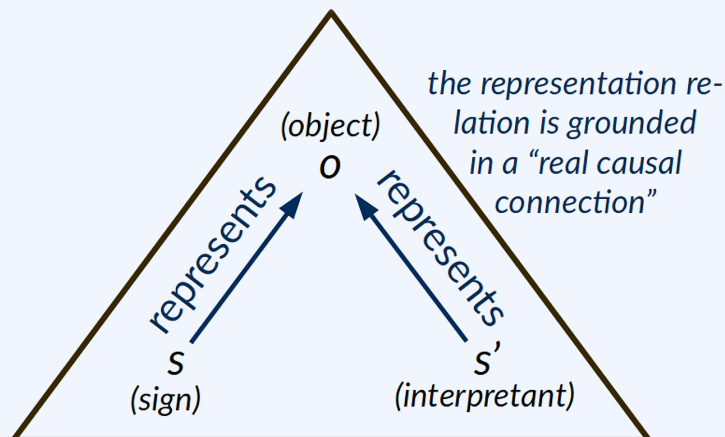 the representation re-
lation is grounded
in a “real causal
connection”
(object)
o
represents
represents
s
s’
(sign)
(interpretant)